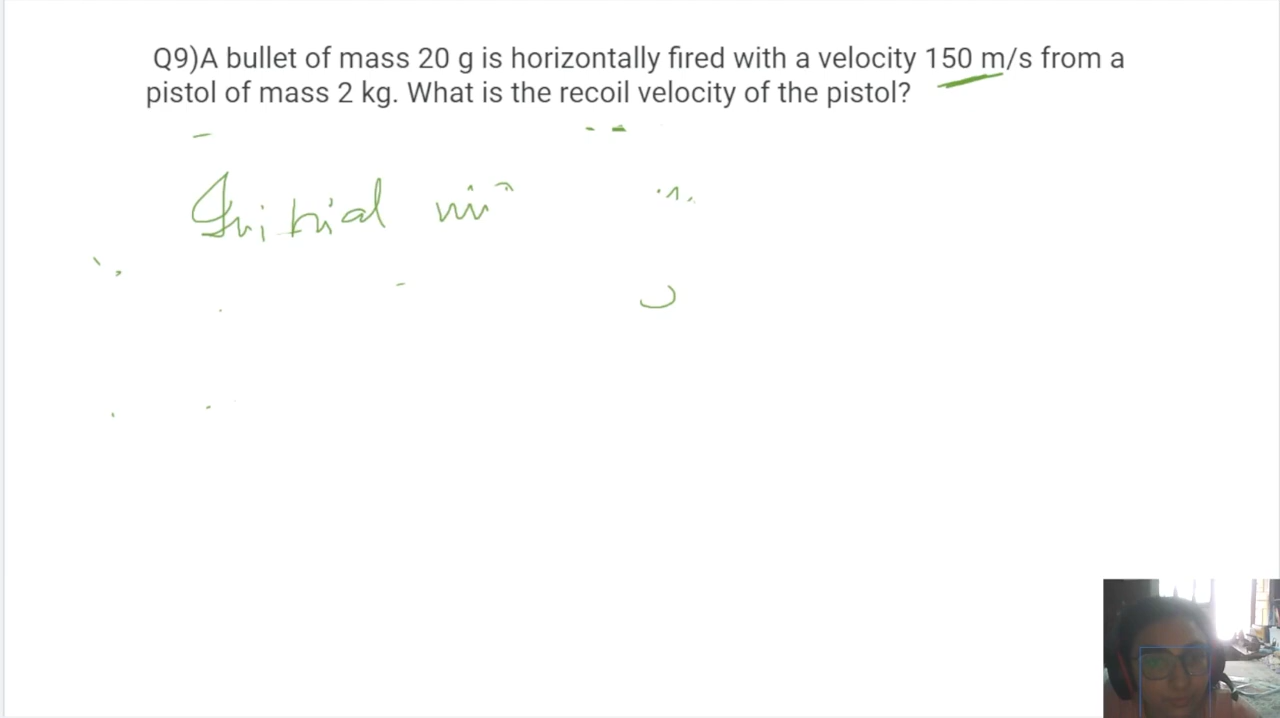 Q9)A bullet of mass 20 g is horizontally fired with a velocity 150 m/s from a
pistol of mass 2 kg. What is the recoil velocity of the pistol?
Initial